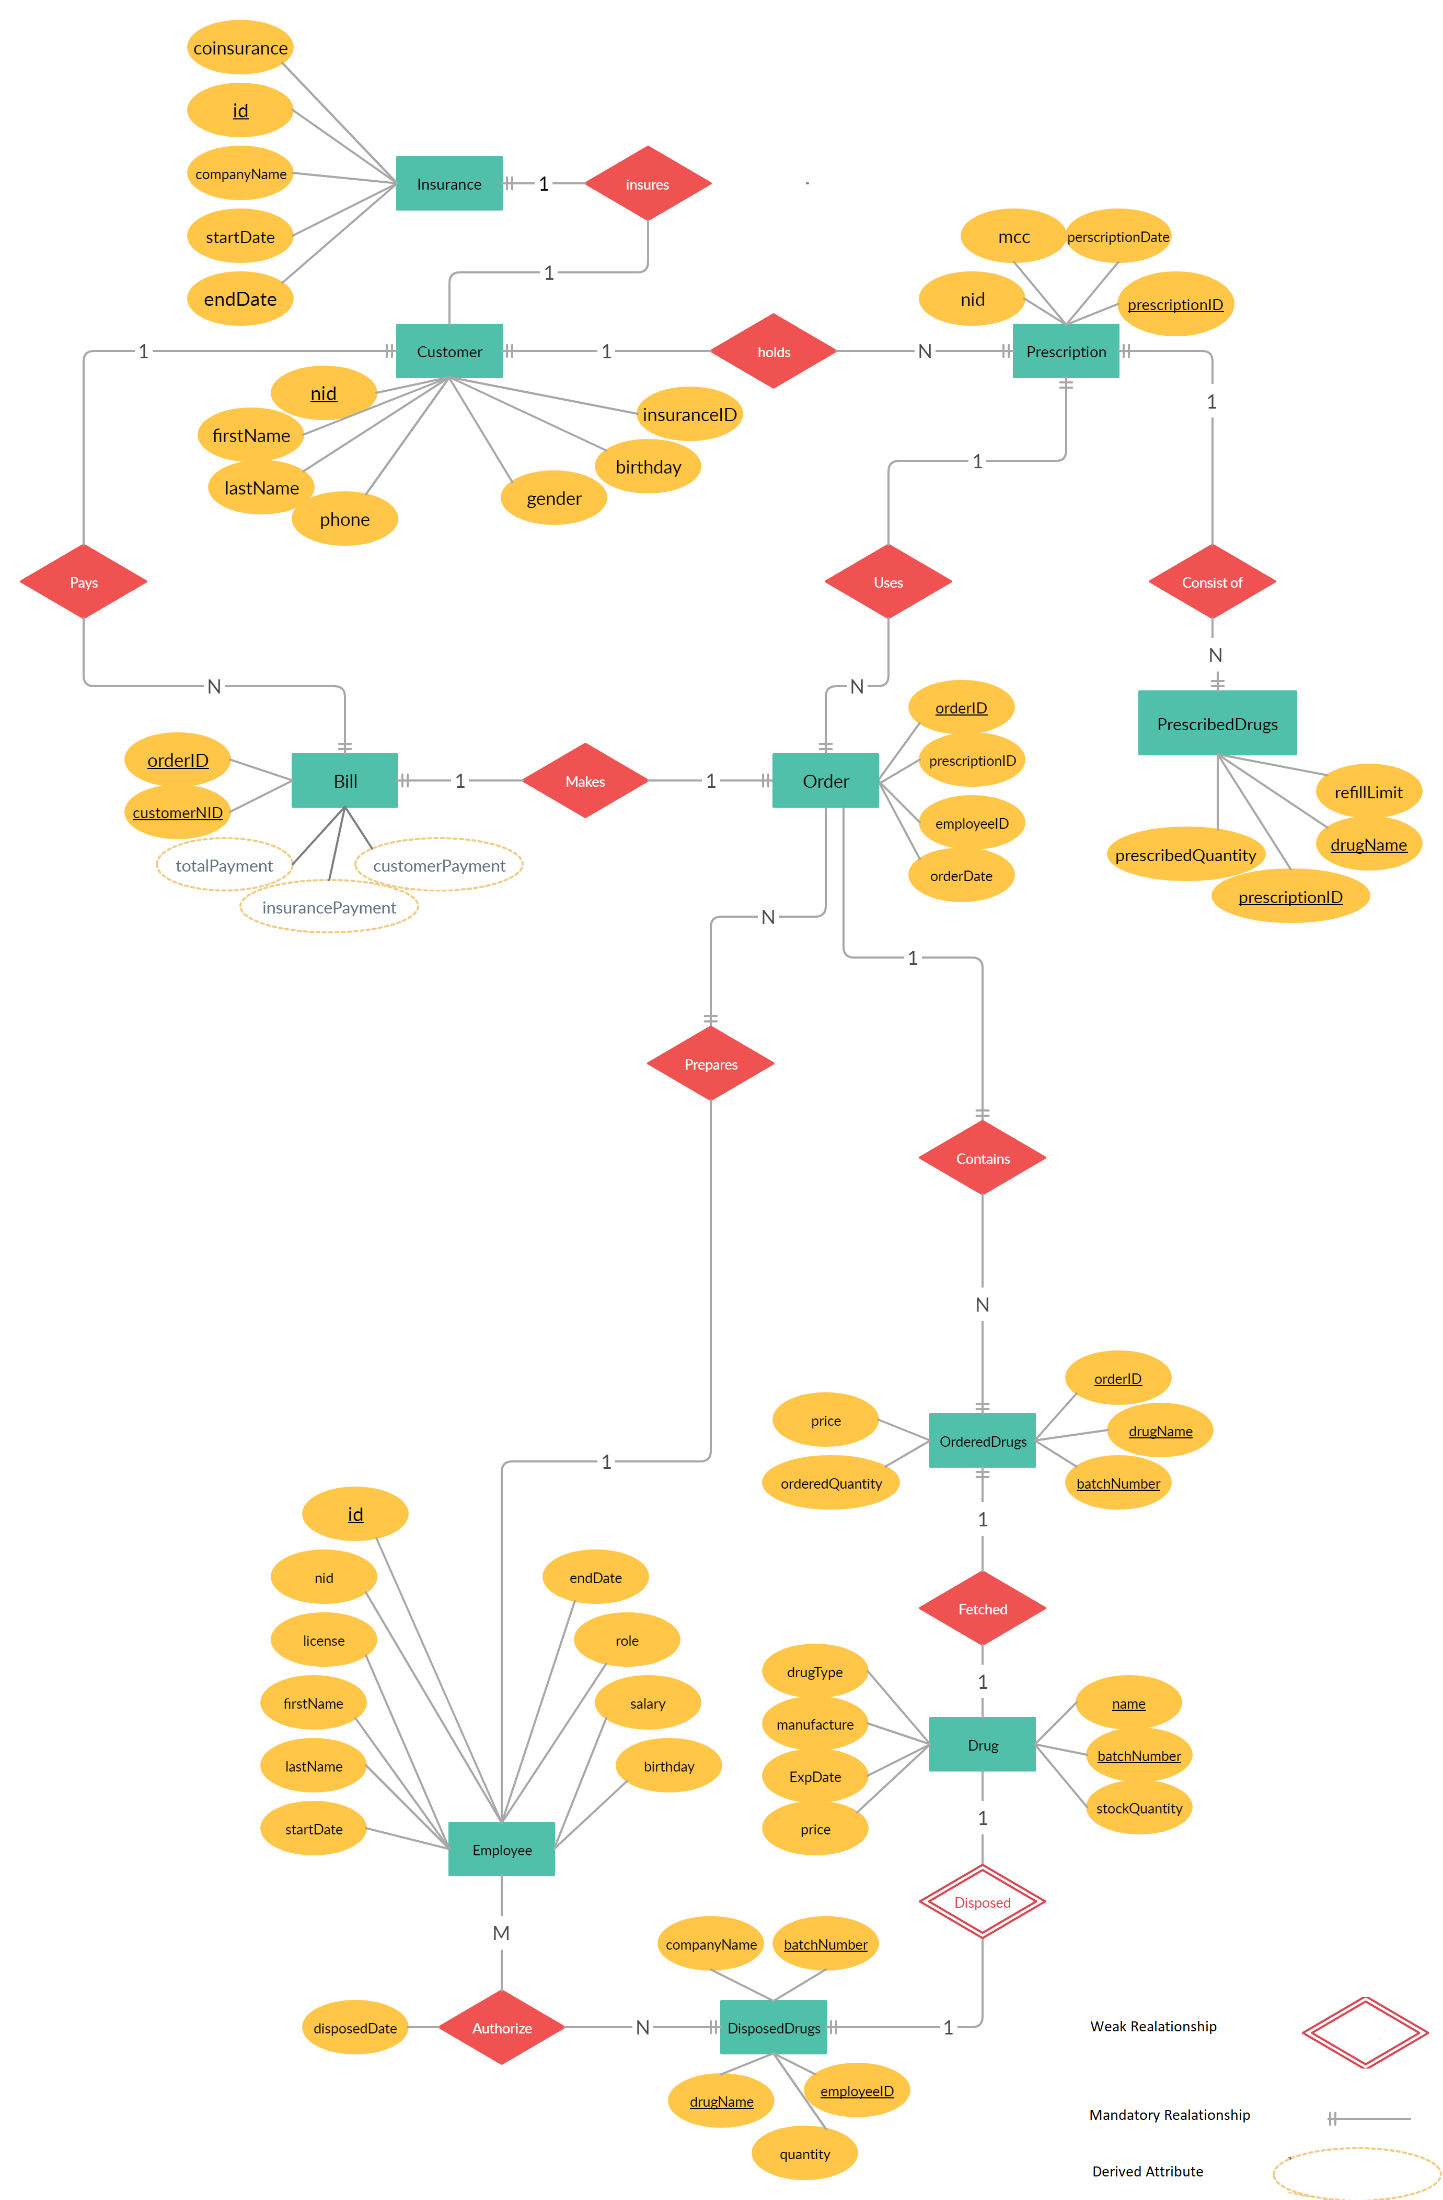 coinsurance
id
companyName
startDate
endDate
Insurance
1
insures
1
mcc
perscriptionDate
nid
prescriptionID
1
Customer
1
holds
N
Prescription
nid
firstName
lastName
phone
gender
birthday
insuranceID
1
1
Pays
Uses
Consist of
N
N
N
orderID
prescriptionID
employeeID
orderDate
PrescribedDrugs
refillLimit
drugName
prescribedQuantity
prescriptionID
orderID
customerNID
Bill
1
Makes
1
Order
totalPayment
customerPayment
insurancePayment
N
1
Prepares
Contains
N
1
orderID
price
drugName
OrderedDrugs
orderedQuantity
batchNumber
1
id
nid
license
firstName
lastName
startDate
endDate
role
salary
birthday
Employee
Fetched
1
drugType
manufacture
ExpDate
price
Drug
name
batchNumber
stockQuantity
1
Disposed
M
companyName
batchNumber
disposedDate
Authorize
N
DisposedDrugs
1
drugName
employeeID
quantity
Weak Realationship
Mandatory Realationship
Derived Attribute